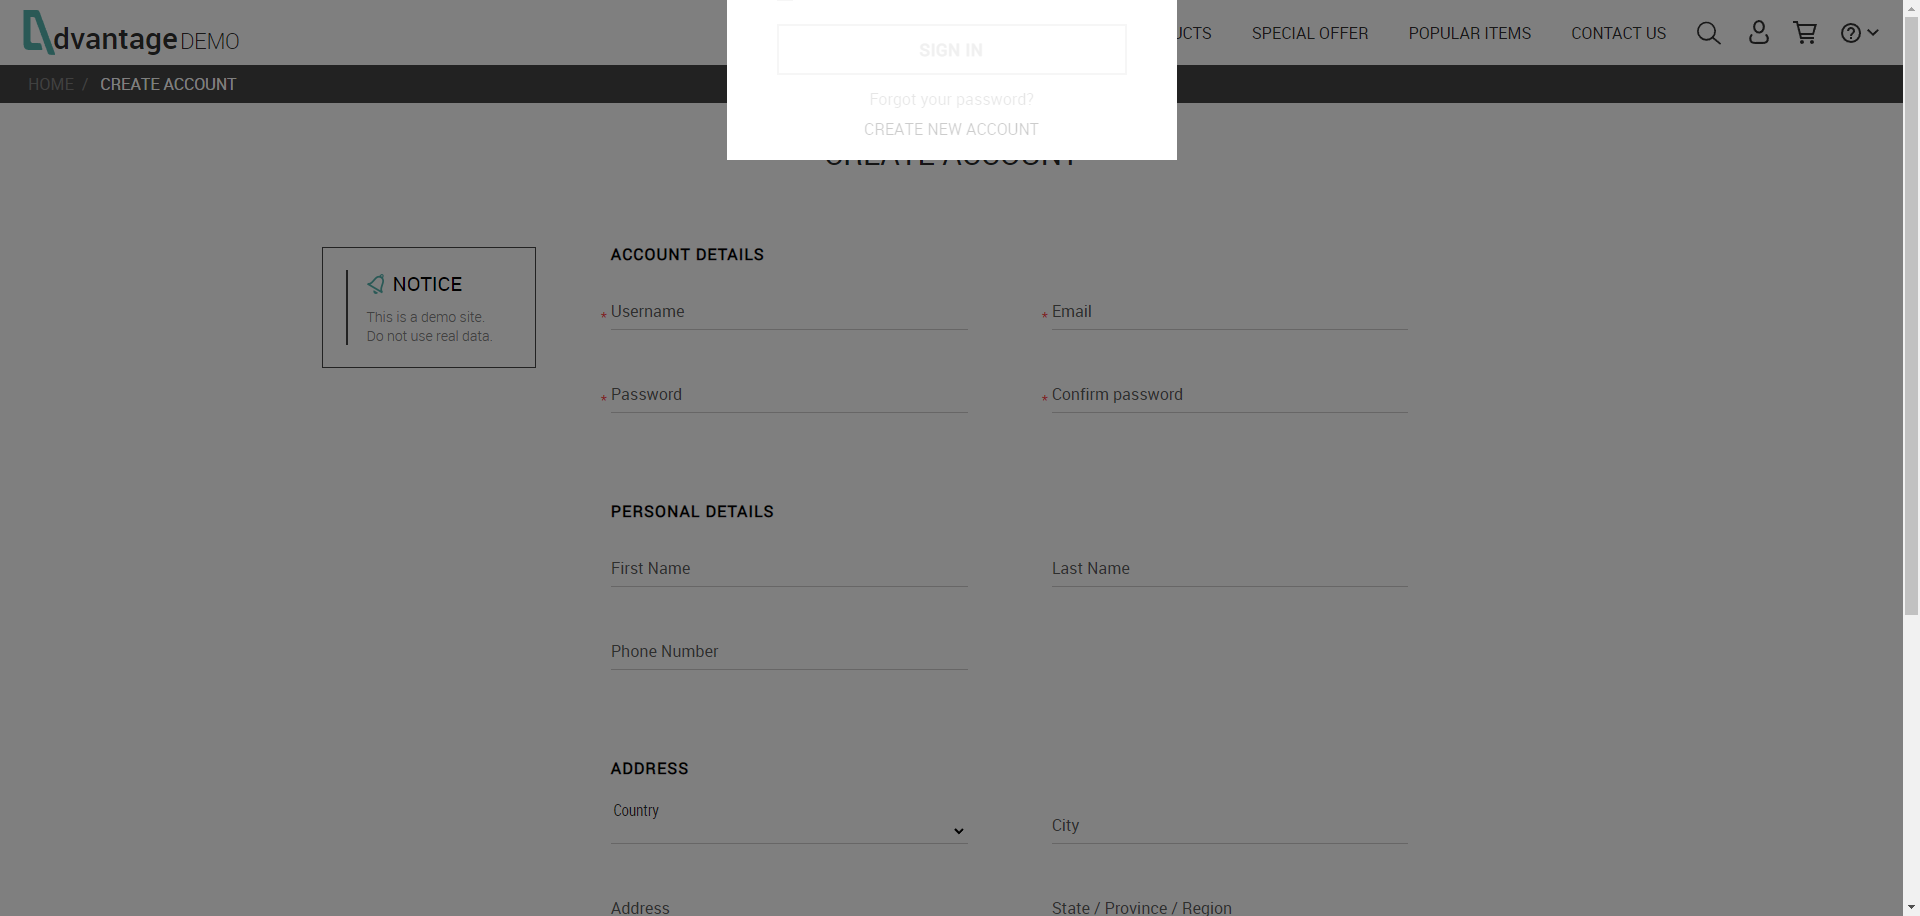 dvantage DEMO
SPECIAL OFFER
POPULAR ITEMS
CONTACT US
SIGN IN
HOME / CREATE ACCOUNT
Forgot your password?
CREATE NEW ACCOUNT
CREATE ACCOUNT
NOTICE
This is a demo site.
Do not use real data.
ACCOUNT DETAILS
* Username
* Email
* Password
* Confirm password
PERSONAL DETAILS
First Name
Last Name
Phone Number
ADDRESS
Country
City
Address
State / Province / Region